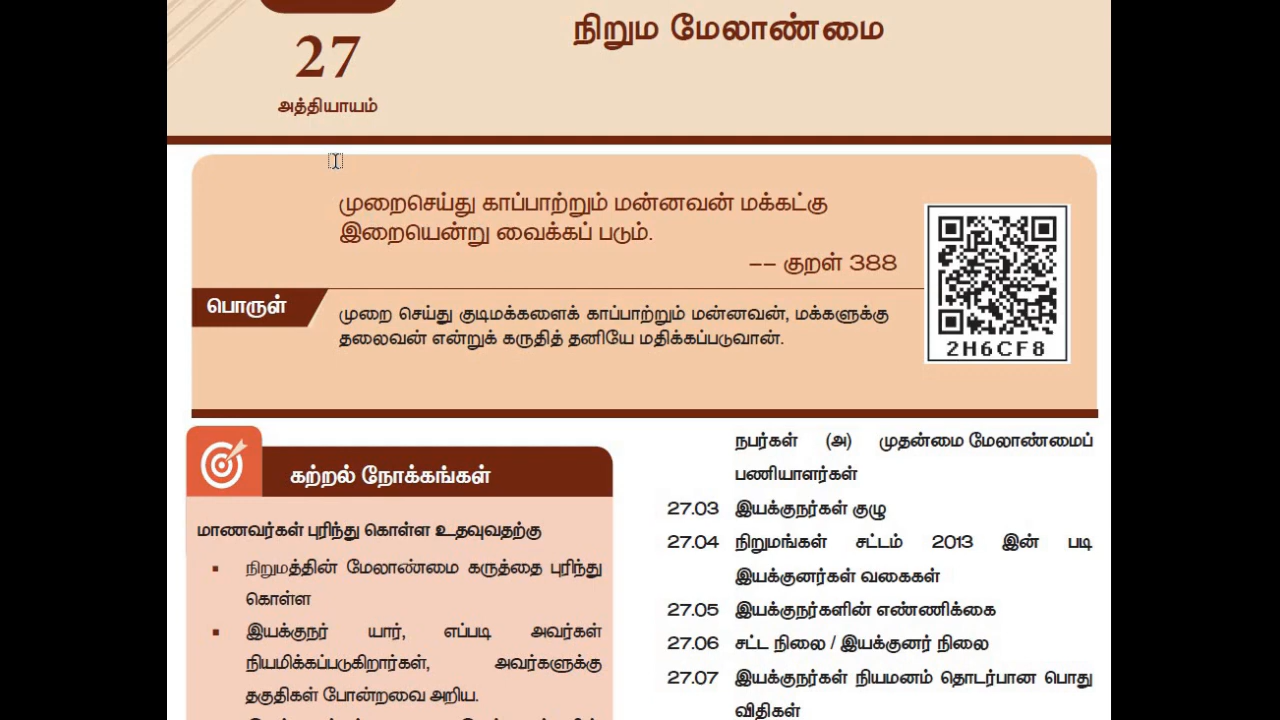 27
அத்தியாயம்
நிறும மேலாண்மை
முறைசெய்து காப்பாற்றும் மன்னவன் மக்கட்கு
இறையென்று வைக்கப் படும்.
-- குறள் 388
பொருள்
முறை செய்து குடிமக்களைக் காப்பாற்றும் மன்னவன், மக்களுக்கு
தலைவன் என்றுக் கருதித் தனியே மதிக்கப்படுவான்.
2H6CF8
கற்றல் நோக்கங்கள்
மாணவர்கள் புரிந்து கொள்ள உதவுவதற்கு
▪ நிறுமத்தின் மேலாண்மை கருத்தை புரிந்து
கொள்ள
▪ இயக்குநர் யார், எப்படி அவர்கள்
நியமிக்கப்படுகிறார்கள், அவர்களுக்கு
தகுதிகள் போன்றவை அறிய.
நபர்கள் (அ) முதன்மை மேலாண்மைப்
பணியாளர்கள்
27.03 இயக்குநர்கள் குழு
27.04 நிறுமங்கள் சட்டம் 2013 இன் படி
இயக்குனர்கள் வகைகள்
27.05 இயக்குநர்களின் எண்ணிக்கை
27.06 சட்ட நிலை / இயக்குனர் நிலை
27.07 இயக்குநர்கள் நியமனம் தொடர்பான பொது
விதிகள்